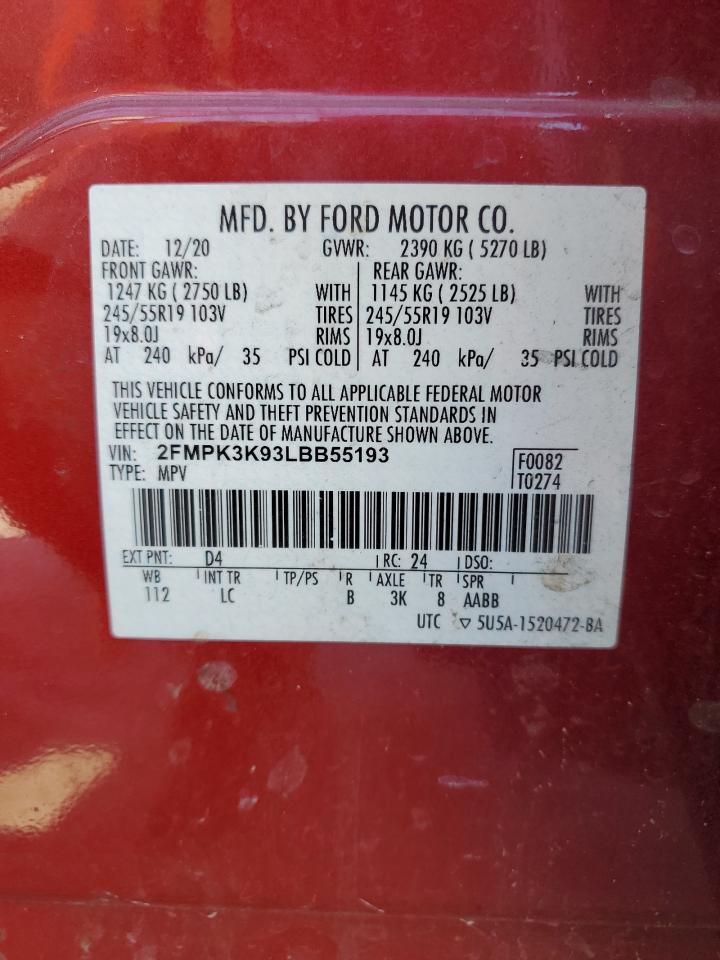 MFD. BY FORD MOTOR CO.
DATE: 12/20 GVWR: 2390 KG ( 5270 LB)
FRONT GAWR: REAR GAWR:
1247 KG ( 2750 LB) WITH 1145 KG ( 2525 LB) WITH
245/55R19 103V TIRES 245/55R19 103V TIRES
19x8.0J RIMS 19x8.0J RIMS
AT 240 kPa/ 35 PSI COLD AT 240 kPa/ 35 PSI COLD
THIS VEHICLE CONFORMS TO ALL APPLICABLE FEDERAL MOTOR
VEHICLE SAFETY AND THEFT PREVENTION STANDARDS IN
EFFECT ON THE DATE OF MANUFACTURE SHOWN ABOVE.
VIN: 2FMPK3K93LBB55193 F0082
TYPE: MPV T0274
EXT PNT: D4 RC: 24 DSO:
WB INT TR TP/PS R AXLE TR SPR
112 LC B 3K 8 AABB
UTC ▽ 5U5A-1520472-BA